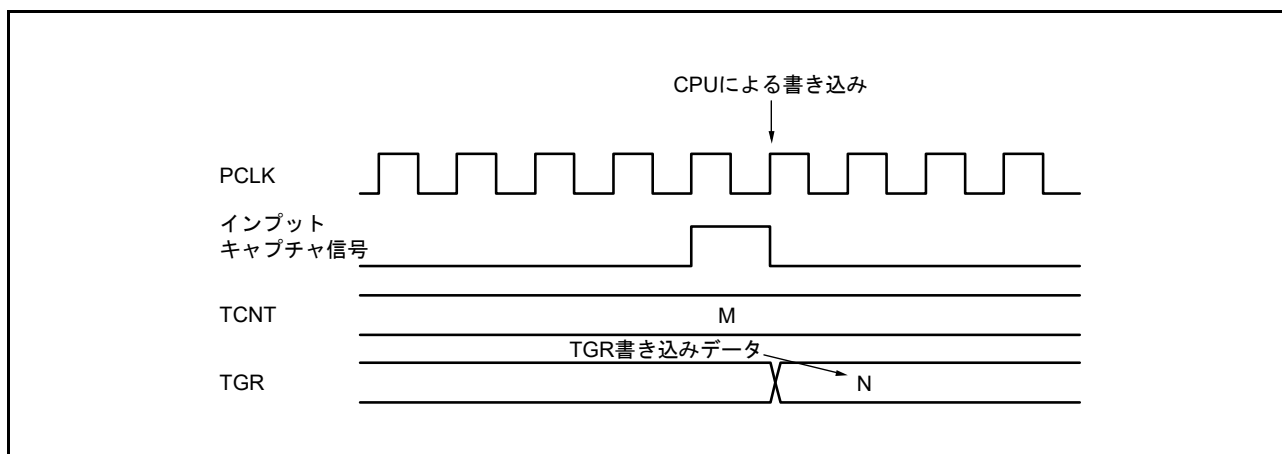 CPUによる書き込み
PCLK
インプット
キャプチャ信号
TCNT
M
TGR書き込みデータ
TGR
N